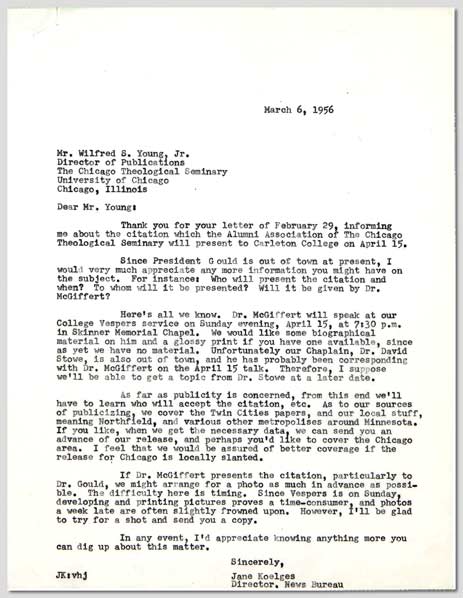 March 6, 1956
Mr. Wilfred S. Young, Jr.
Director of Publications
The Chicago Theological Seminary
University of Chicago
Chicago, Illinois
Dear Mr. Young:
Thank you for your letter of February 29, informing
me about the citation which the Alumni Association of The Chicago
Theological Seminary will present to Carleton College on April 15.
Since President Gould is out of town at present, I
would very much appreciate any more information you might have on
the subject. For instance: Who will present the citation and
when? To whom will it be presented? Will it be given by Dr.
McGiffert?
Here's all we know. Dr. McGiffert will speak at our
College Vespers service on Sunday evening, April 15, at 7:30 p.m.
in Skinner Memorial Chapel. We would like some biographical
material on him and a glossy print if you have one available, since
as yet we have no material. Unfortunately our Chaplain, Dr. David
Stowe, is also out of town, and he has probably been corresponding
with Dr. McGiffert on the April 15 talk. Therefore, I suppose
we'll be able to get a topic from Dr. Stowe at a later date.
As far as publicity is concerned, from this end we'll
have to learn who will accept the citation, etc. As to our sources
of publicizing, we cover the Twin Cities papers, and our local stuff,
meaning Northfield, and various other metropolises around Minnesota.
If you like, when we get the necessary data, we can send you an
advance of our release, and perhaps you'd like to cover the Chicago
area. I feel that we would be assured of better coverage if the
release for Chicago is locally slanted.
If Dr. McGiffert presents the citation, particularly to
Dr. Gould, we might arrange for a photo as much in advance as possi-
ble. The difficulty here is timing. Since Vespers is on Sunday,
developing and printing pictures proves a time-consumer, and photos
a week late are often slightly frowned upon. However, I'll be glad
to try for a shot and send you a copy.
In any event, I'd appreciate knowing anything more you
can dig up about this matter.
Sincerely,
JK:vhj
Jane Koelges
Director, News Bureau